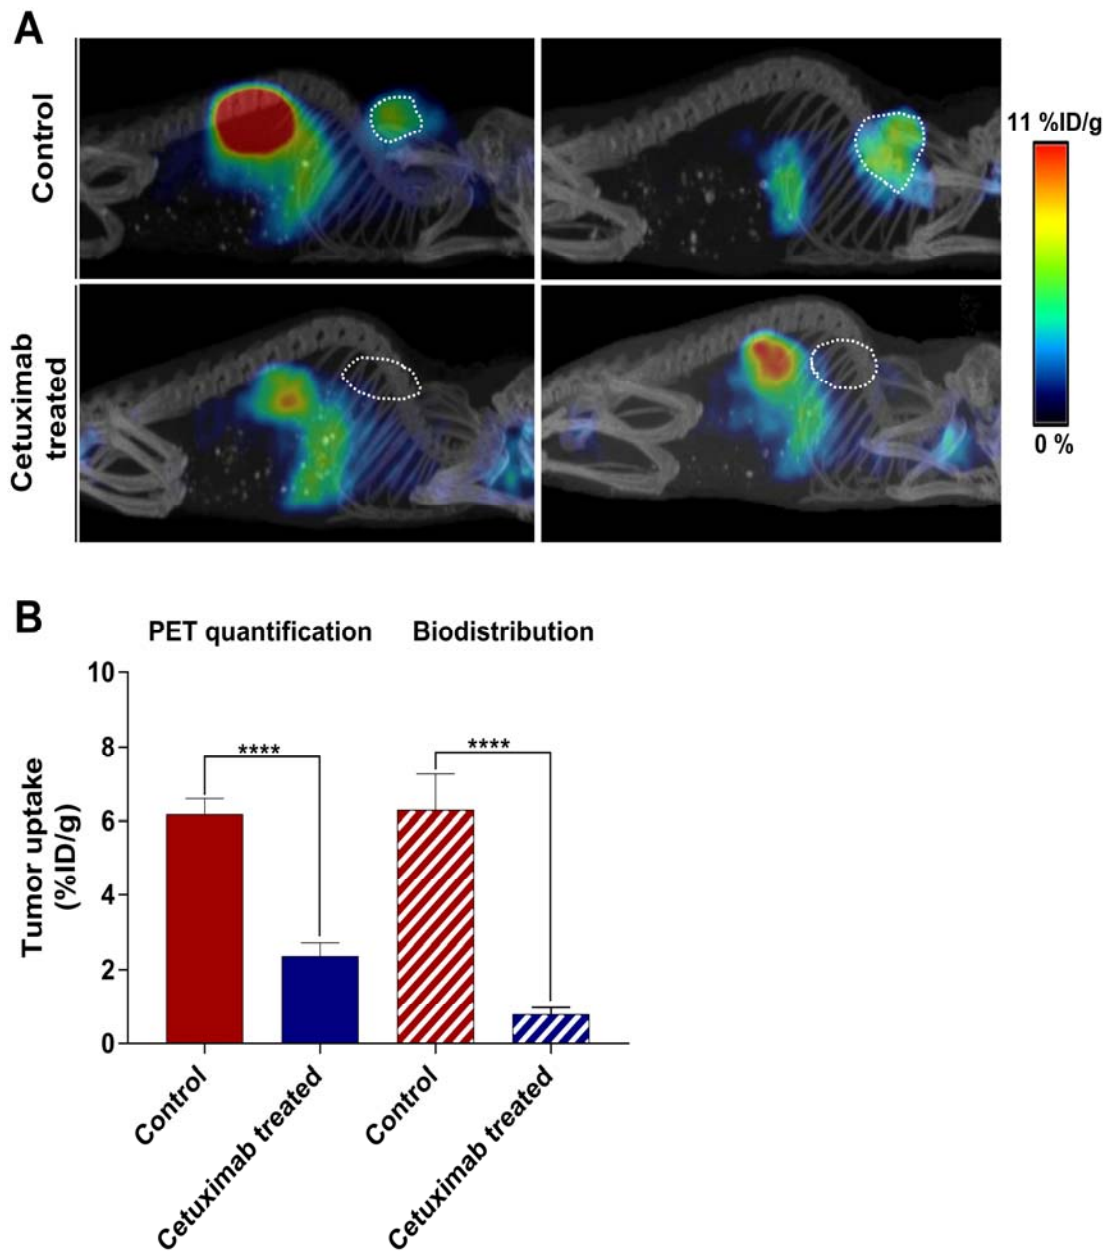 A
Control
Cetuximab
treated
11 %ID/g
0 %
B
PET quantification
Biodistribution
Tumor uptake
(%ID/g)
10
8
6
4
2
0
****
****
Control
Cetuximab treated
Control
Cetuximab treated